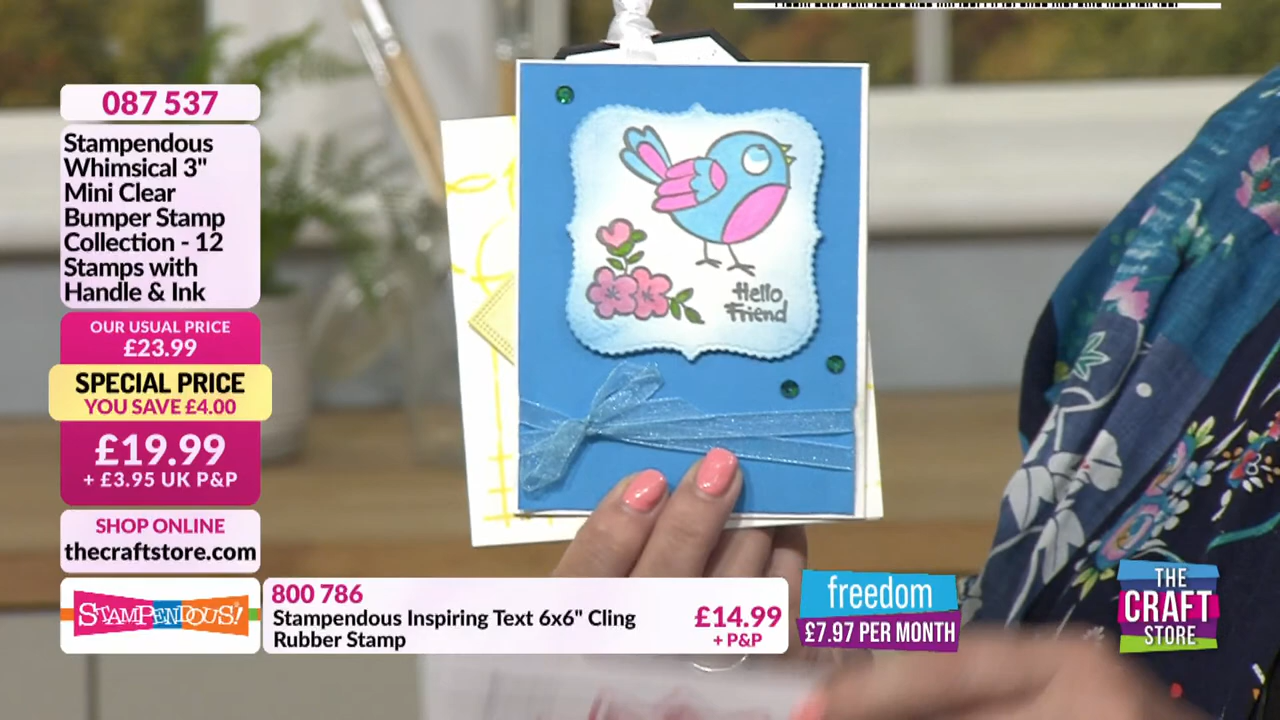 087 537
Stampendous
Whimsical 3"
Mini Clear
Bumper Stamp
Collection - 12
Stamps with
Handle & Ink
OUR USUAL PRICE
£23.99
SPECIAL PRICE
YOU SAVE £4.00
£19.99
+ £3.95 UK P&P
SHOP ONLINE
thecraftstore.com
Hello
Friend
STAMPENDOUS!
800 786
Stampendous Inspiring Text 6x6" Cling
Rubber Stamp
£14.99
+ P&P
freedom
£7.97 PER MONTH
THE
CRAFT
STORE